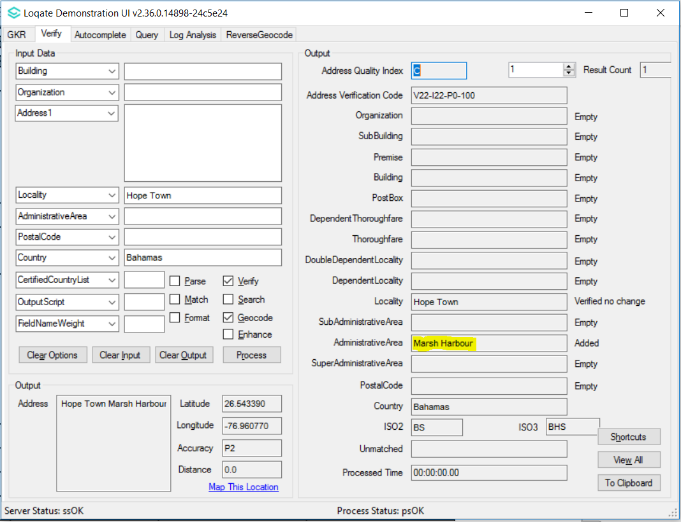 Loqate Demonstration UI v2.36.0.14898-24c5e24
GKR Verify Autocomplete Query Log Analysis ReverseGeocode
Input Data
Building
Organization
Address1
Locality Hope Town
AdministrativeArea
PostalCode
Country Bahamas
CertifiedCountryList Parse Verify
OutputScript Match Search
FieldNameWeight Format Geocode
Enhance
Clear Options Clear Input Clear Output Process
Output
Address Hope Town Marsh Harbour
Latitude 26.543390
Longitude -76.960770
Accuracy P2
Distance 0.0
Map This Location
Output
Address Quality Index C 1 Result Count 1
Address Verification Code V22-I22-P0-100
Organization Empty
SubBuilding Empty
Premise Empty
Building Empty
PostBox Empty
DependentThoroughfare Empty
Thoroughfare Empty
DoubleDependentLocality Empty
DependentLocality Empty
Locality Hope Town Verified no change
SubAdministrativeArea Empty
AdministrativeArea Marsh Harbour Added
SuperAdministrativeArea Empty
PostalCode Empty
Country Bahamas
ISO2 BS ISO3 BHS
Unmatched
Processed Time 00:00:00.00
Shortcuts
View All
To Clipboard
Server Status: ssOK Process Status: psOK